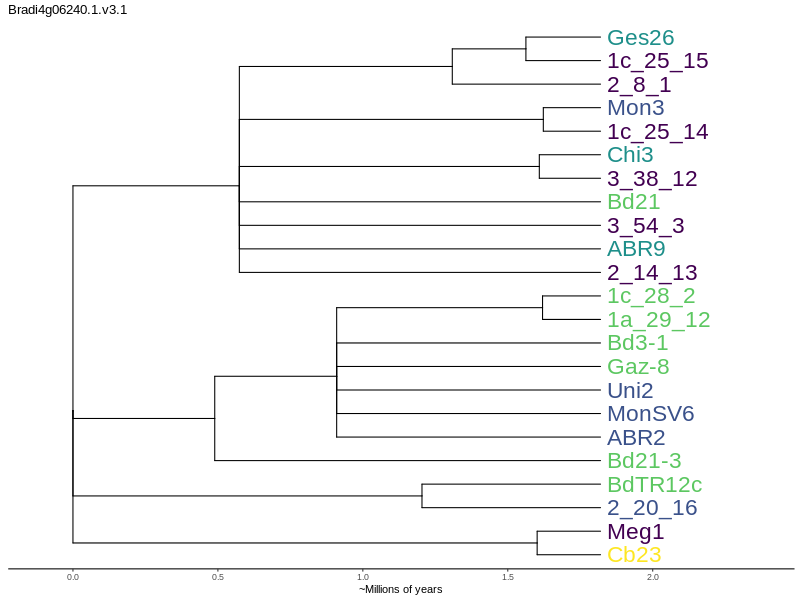 Bradi4g06240.1.v3.1
Ges26
1c_25_15
2_8_1
Mon3
1c_25_14
Chi3
3_38_12
Bd21
3_54_3
ABR9
2_14_13
1c_28_2
1a_29_12
Bd3-1
Gaz-8
Uni2
MonSV6
ABR2
Bd21-3
BdTR12c
2_20_16
Meg1
Cb23
0.0 0.5 1.0 1.5 2.0
~Millions of years